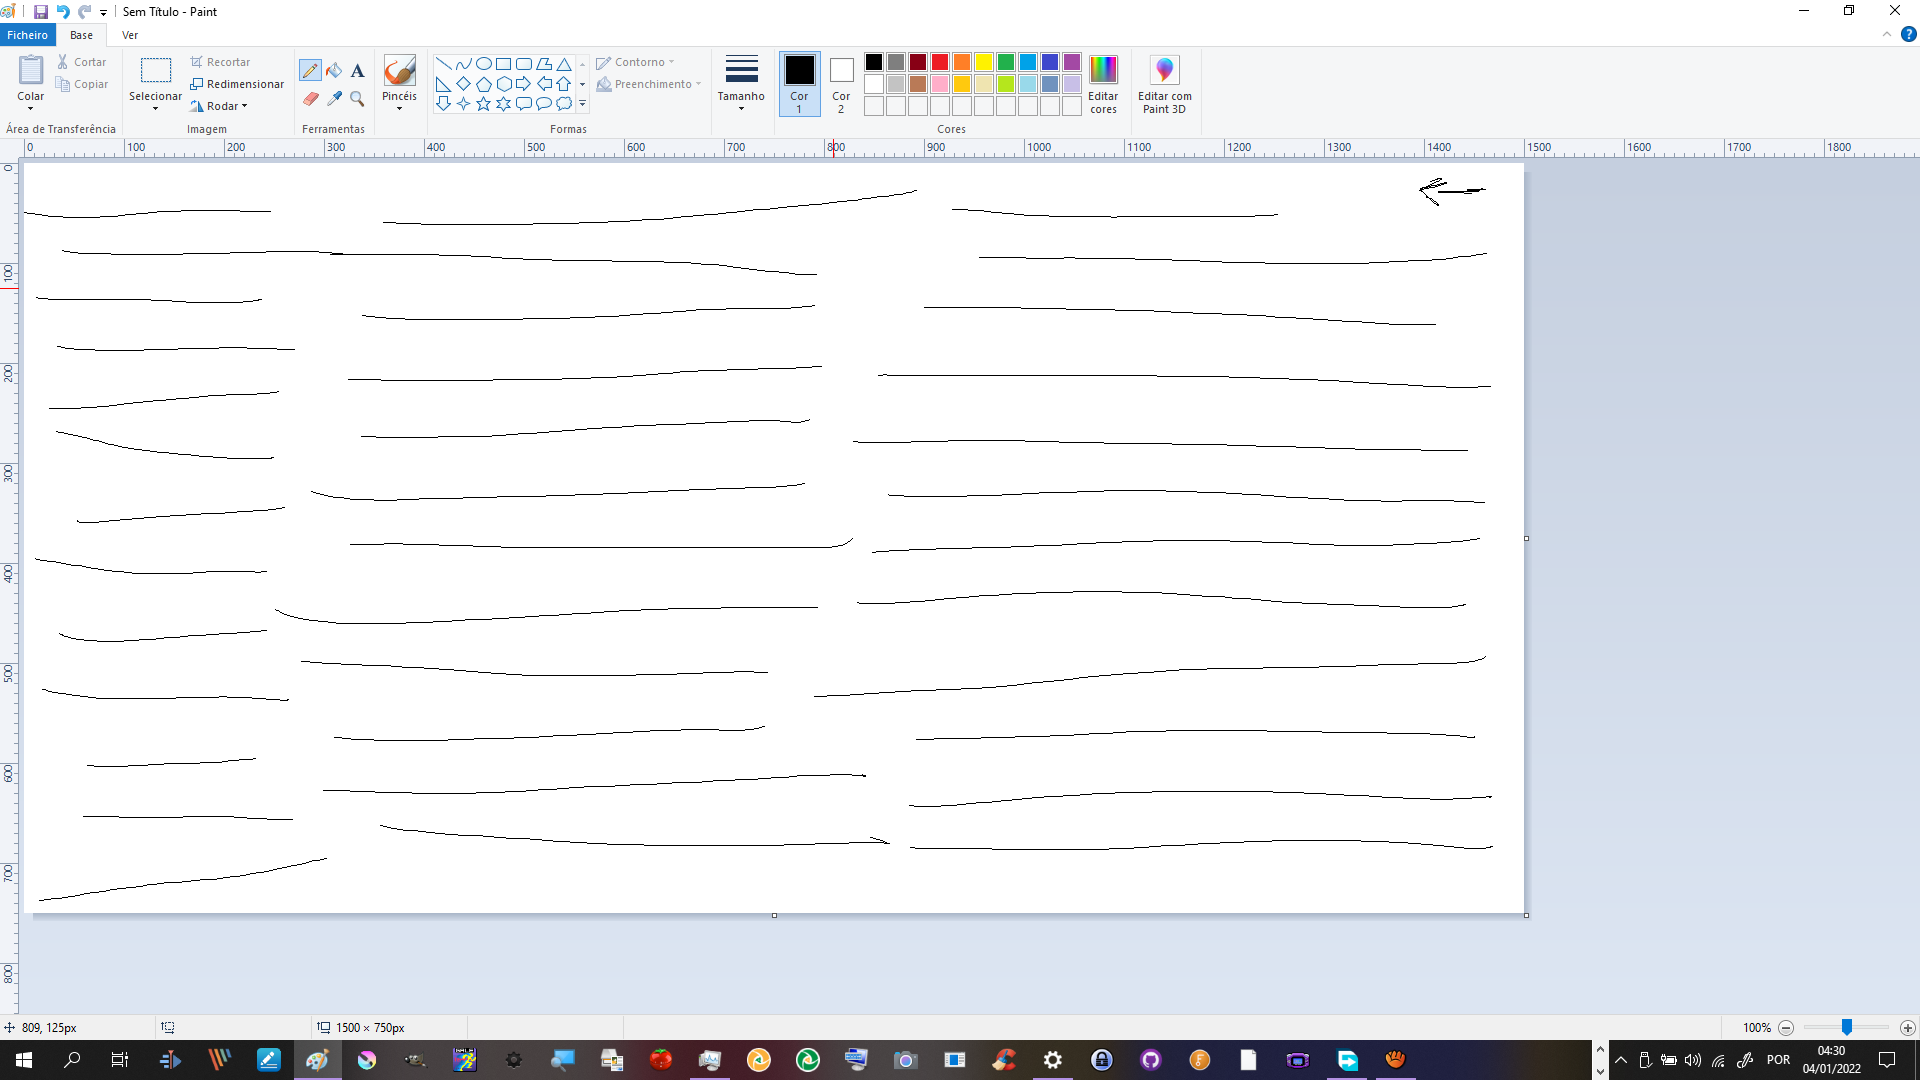 Sem Título - Paint
Ficheiro Base Ver
Colar
Cortar
Copiar
Área de Transferência
Selecionar
Recortar
Redimensionar
Rodar
Imagem
A
Ferramentas
Pincéis
Contorno
Preenchimento
Formas
Tamanho
Cor 1
Cor 2
Editar cores
Cores
Editar com Paint 3D
0 100 200 300 400 500 600 700 800 900 1000 1100 1200 1300 1400 1500 1600 1700 1800
0
100
200
300
400
500
600
700
800
809, 125px
1500 × 750px
100%
POR
04:30
04/01/2022